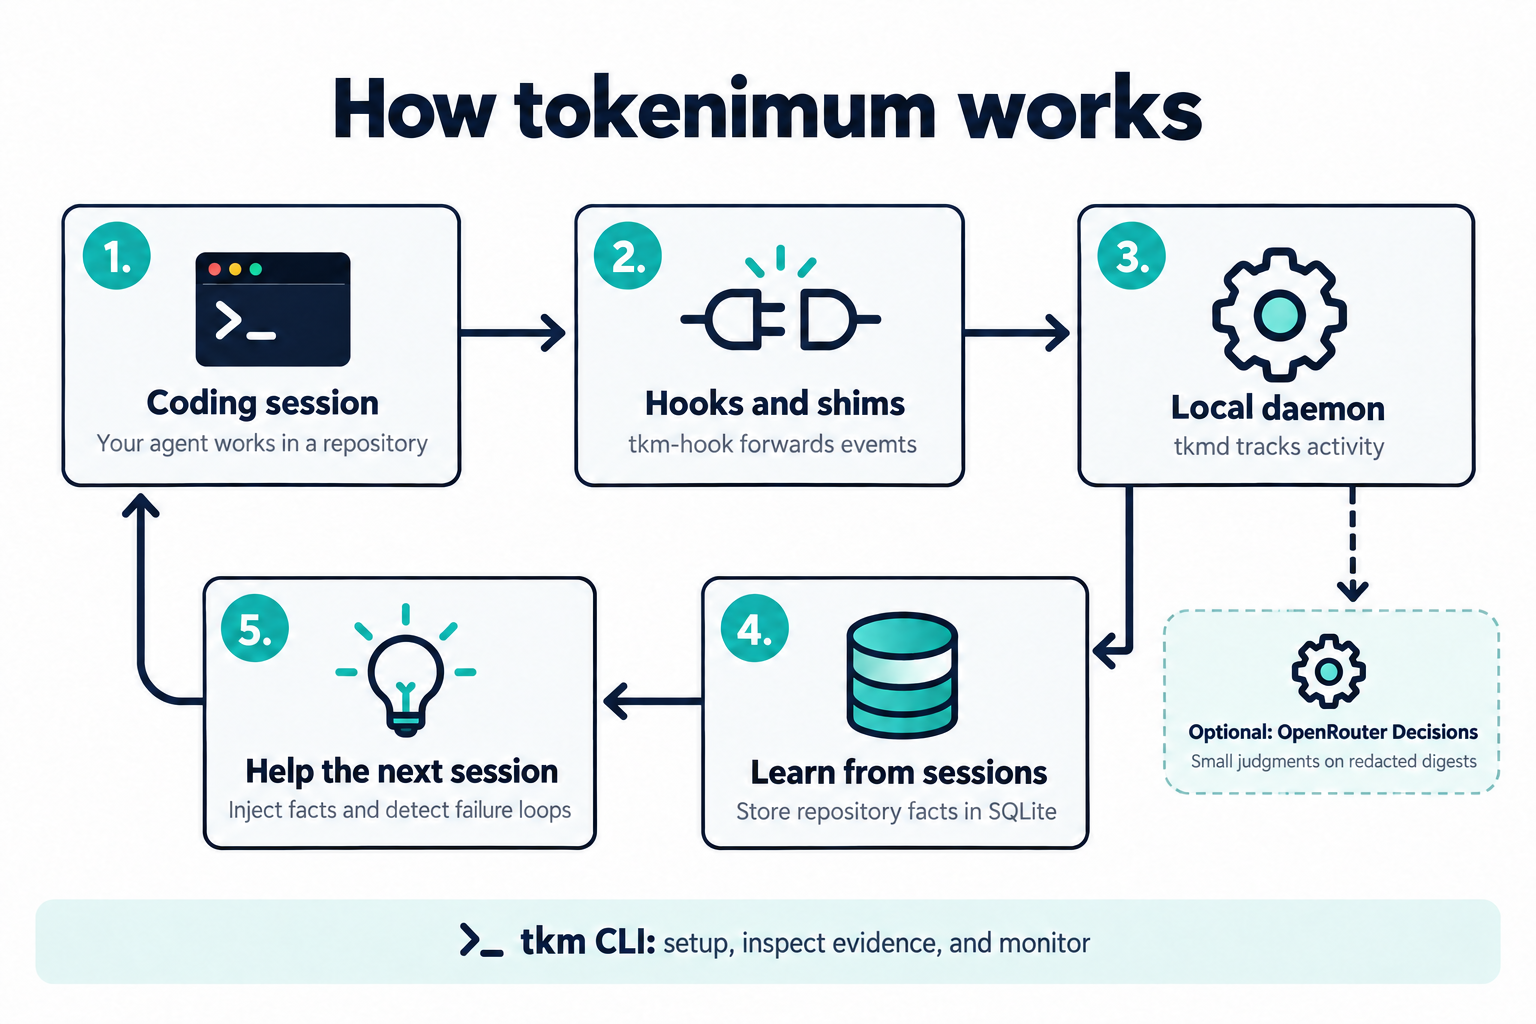 How tokenimum works
1.
Coding session
Your agent works in a repository
2.
Hooks and shims
tkm-hook forwards evemts
3.
Local daemon
tkmd tracks activity
4.
Learn from sessions
Store repository facts in SQLite
5.
Help the next session
Inject facts and detect failure loops
Optional: OpenRouter Decisions
Small judgments on redacted digests
>_ tkm CLI: setup, inspect evidence, and monitor